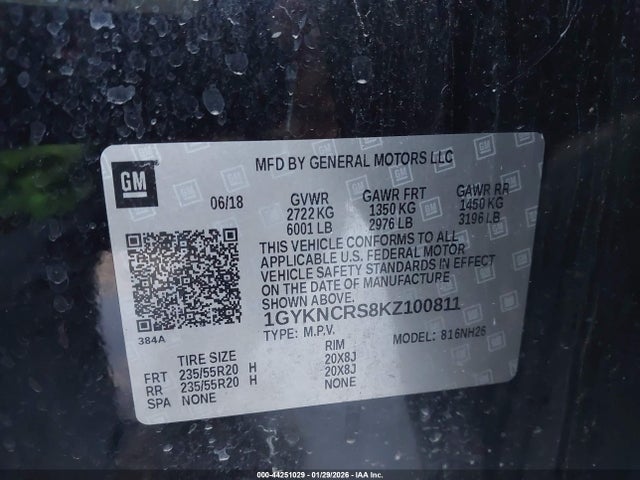 GM
MFD BY GENERAL MOTORS LLC
06/18 GVWR GAWR FRT GAWR RR
2722 KG 1350 KG 1450 KG
6001 LB 2976 LB 3196 LB
THIS VEHICLE CONFORMS TO ALL
APPLICABLE U.S. FEDERAL MOTOR
VEHICLE SAFETY STANDARDS IN EFFECT
ON THE DATE OF MANUFACTURE
SHOWN ABOVE.
384A
1GYKNCRS8KZ100811
TYPE: M.P.V. MODEL: 816NH26
TIRE SIZE RIM
FRT 235/55R20 H 20X8J
RR 235/55R20 H 20X8J
SPA NONE NONE
000-44251029 — 01/29/2026 — IAA Inc.